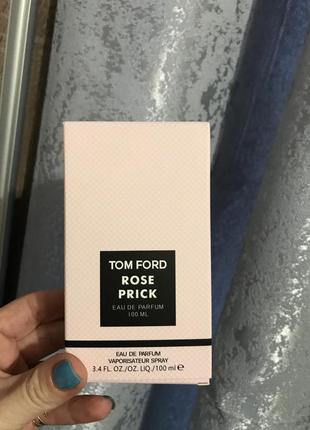 TOM FORD
ROSE
PRICK
EAU DE PARFUM
100 ML
EAU DE PARFUM
VAPORISATEUR SPRAY
3.4 FL. OZ./OZ. LIQ./100 ml ℮